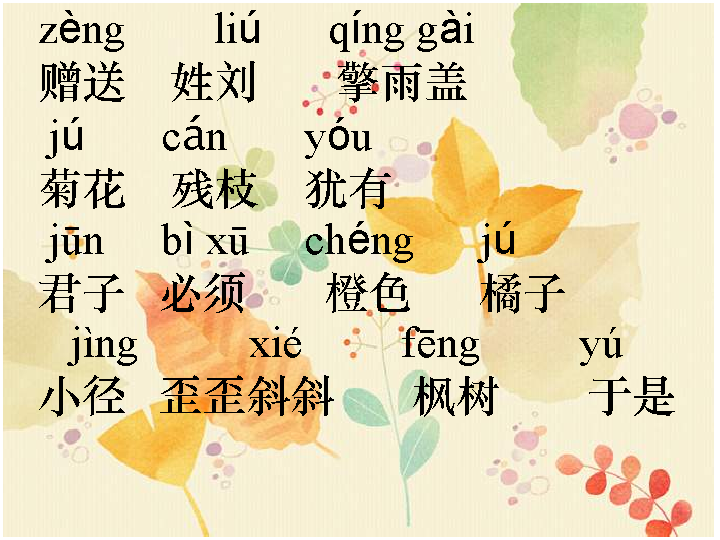 zèng liú qíng gài
赠送 姓刘 擎雨盖
jú cán yóu
菊花 残枝 犹有
jūn bì xū chéng jú
君子 必须 橙色 橘子
jìng xié fēng yú
小径 歪歪斜斜 枫树 于是